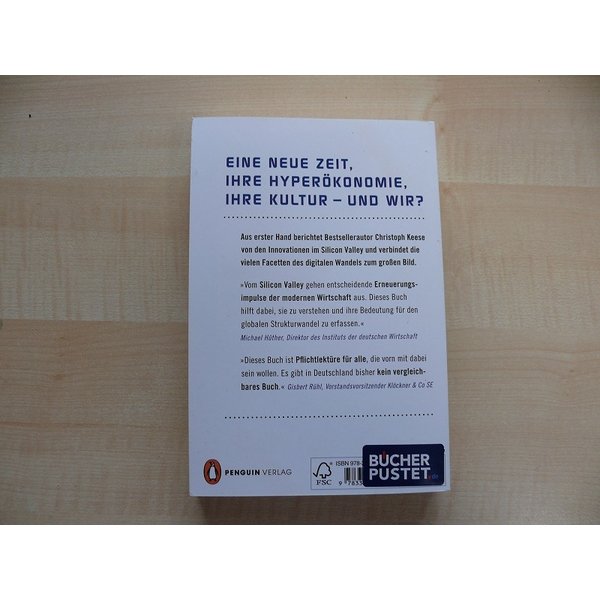 EINE NEUE ZEIT,
IHRE HYPERÖKONOMIE,
IHRE KULTUR – UND WIR?
Aus erster Hand berichtet Bestsellerautor Christoph Keese
von den Innovationen im Silicon Valley und verbindet die
vielen Facetten des digitalen Wandels zum großen Bild.
»Vom Silicon Valley gehen entscheidende Erneuerungs-
impulse der modernen Wirtschaft aus. Dieses Buch
hilft dabei, sie zu verstehen und ihre Bedeutung für den
globalen Strukturwandel zu erfassen.«
Michael Hüther, Direktor des Instituts der deutschen Wirtschaft
»Dieses Buch ist Pflichtlektüre für alle, die vorn mit dabei
sein wollen. Es gibt in Deutschland bisher kein vergleich-
bares Buch.« Gisbert Rühl, Vorstandsvorsitzender Klöckner & Co SE
PENGUIN VERLAG
FSC
ISBN 978-3
9 783
BÜCHER
PUSTET.de